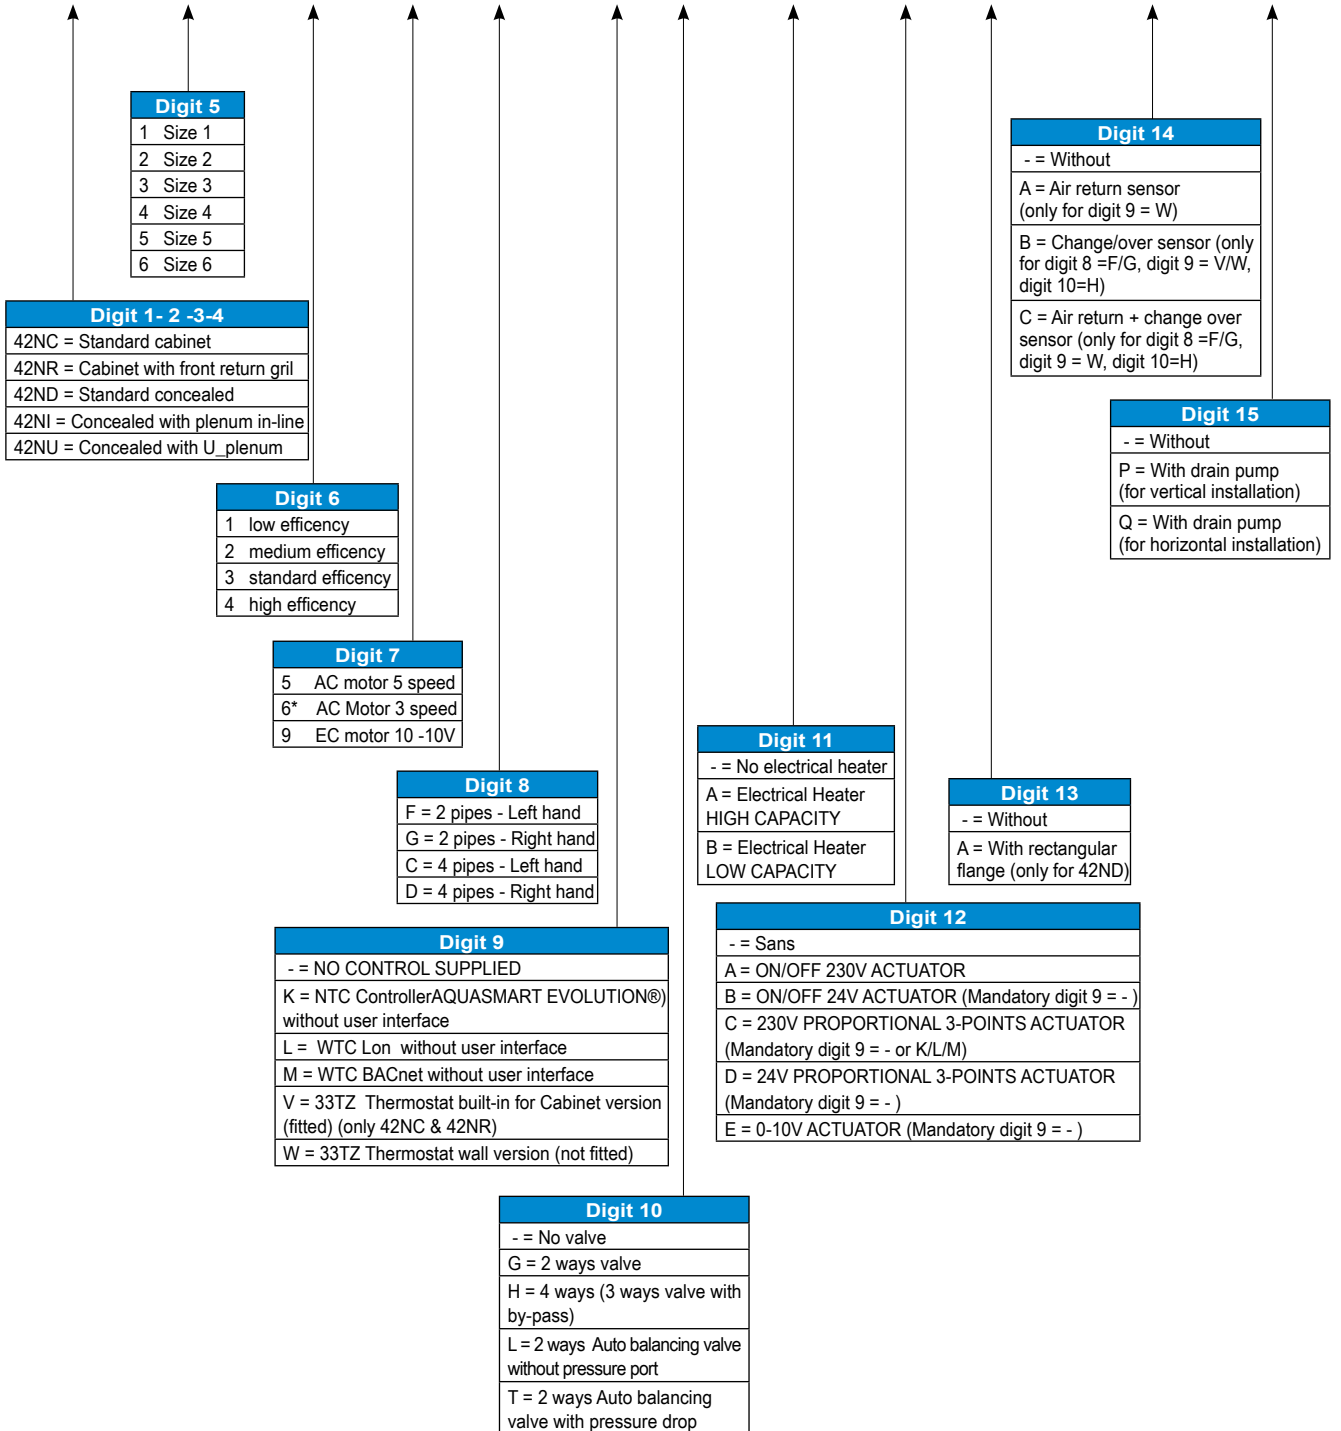 Digit 5
1 Size 1
2 Size 2
3 Size 3
4 Size 4
5 Size 5
6 Size 6
Digit 1- 2 -3-4
42NC = Standard cabinet
42NR = Cabinet with front return gril
42ND = Standard concealed
42NI = Concealed with plenum in-line
42NU = Concealed with U_plenum
Digit 6
1 low efficency
2 medium efficency
3 standard efficency
4 high efficency
Digit 7
5 AC motor 5 speed
6* AC Motor 3 speed
9 EC motor 10 -10V
Digit 8
F = 2 pipes - Left hand
G = 2 pipes - Right hand
C = 4 pipes - Left hand
D = 4 pipes - Right hand
Digit 9
- = NO CONTROL SUPPLIED
K = NTC ControllerAQUASMART EVOLUTION®)
without user interface
L = WTC Lon without user interface
M = WTC BACnet without user interface
V = 33TZ Thermostat built-in for Cabinet version
(fitted) (only 42NC & 42NR)
W = 33TZ Thermostat wall version (not fitted)
Digit 10
- = No valve
G = 2 ways valve
H = 4 ways (3 ways valve with
by-pass)
L = 2 ways Auto balancing valve
without pressure port
T = 2 ways Auto balancing
valve with pressure drop
Digit 11
- = No electrical heater
A = Electrical Heater
HIGH CAPACITY
B = Electrical Heater
LOW CAPACITY
Digit 12
- = Sans
A = ON/OFF 230V ACTUATOR
B = ON/OFF 24V ACTUATOR (Mandatory digit 9 = - )
C = 230V PROPORTIONAL 3-POINTS ACTUATOR
(Mandatory digit 9 = - or K/L/M)
D = 24V PROPORTIONAL 3-POINTS ACTUATOR
(Mandatory digit 9 = - )
E = 0-10V ACTUATOR (Mandatory digit 9 = - )
Digit 13
- = Without
A = With rectangular
flange (only for 42ND)
Digit 14
- = Without
A = Air return sensor
(only for digit 9 = W)
B = Change/over sensor (only
for digit 8 =F/G, digit 9 = V/W,
digit 10=H)
C = Air return + change over
sensor (only for digit 8 =F/G,
digit 9 = W, digit 10=H)
Digit 15
- = Without
P = With drain pump
(for vertical installation)
Q = With drain pump
(for horizontal installation)